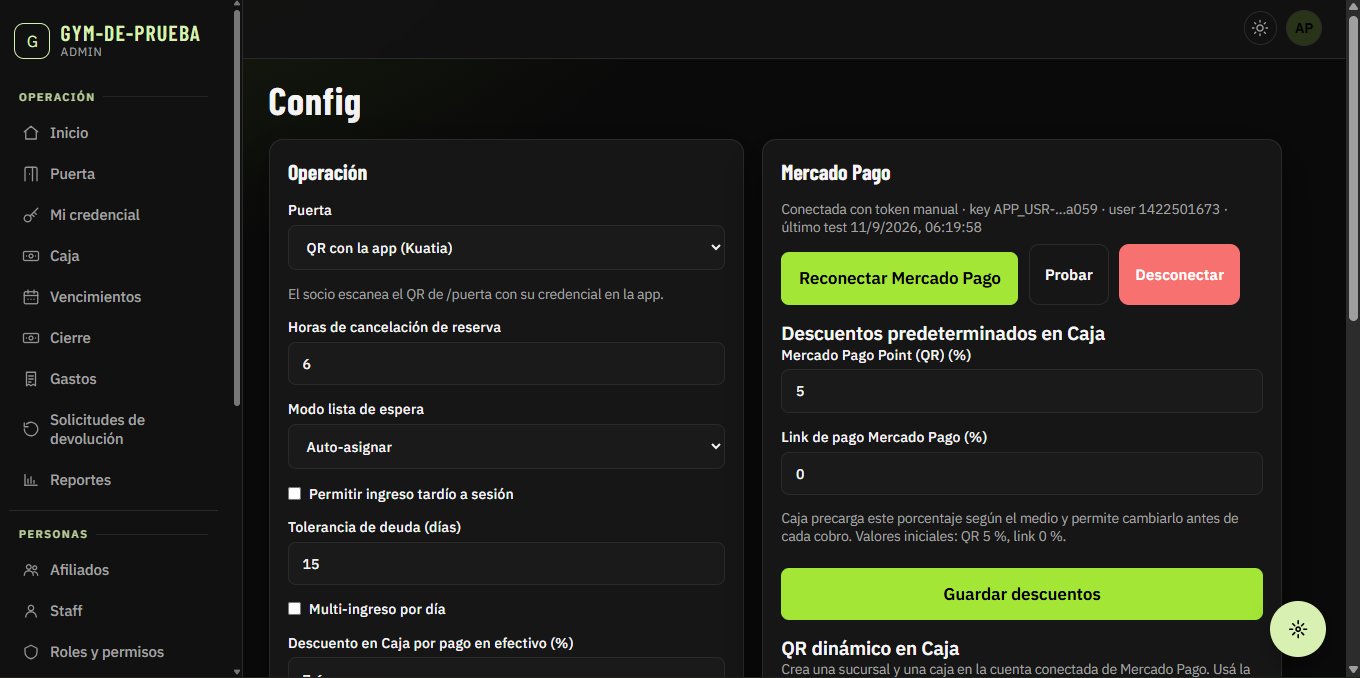 G
GYM-DE-PRUEBA
ADMIN
OPERACIÓN
Inicio
Puerta
Mi credencial
Caja
Vencimientos
Cierre
Gastos
Solicitudes de
devolución
Reportes
PERSONAS
Afiliados
Staff
Roles y permisos
AP
Config
Operación
Puerta
QR con la app (Kuatia)
El socio escanea el QR de /puerta con su credencial en la app.
Horas de cancelación de reserva
6
Modo lista de espera
Auto-asignar
Permitir ingreso tardío a sesión
Tolerancia de deuda (días)
15
Multi-ingreso por día
Descuento en Caja por pago en efectivo (%)
Mercado Pago
Conectada con token manual · key APP_USR-...a059 · user 1422501673 ·
último test 11/9/2026, 06:19:58
Reconectar Mercado Pago
Probar
Desconectar
Descuentos predeterminados en Caja
Mercado Pago Point (QR) (%)
5
Link de pago Mercado Pago (%)
0
Caja precarga este porcentaje según el medio y permite cambiarlo antes de
cada cobro. Valores iniciales: QR 5 %, link 0 %.
Guardar descuentos
QR dinámico en Caja
Crea una sucursal y una caja en la cuenta conectada de Mercado Pago. Usá la